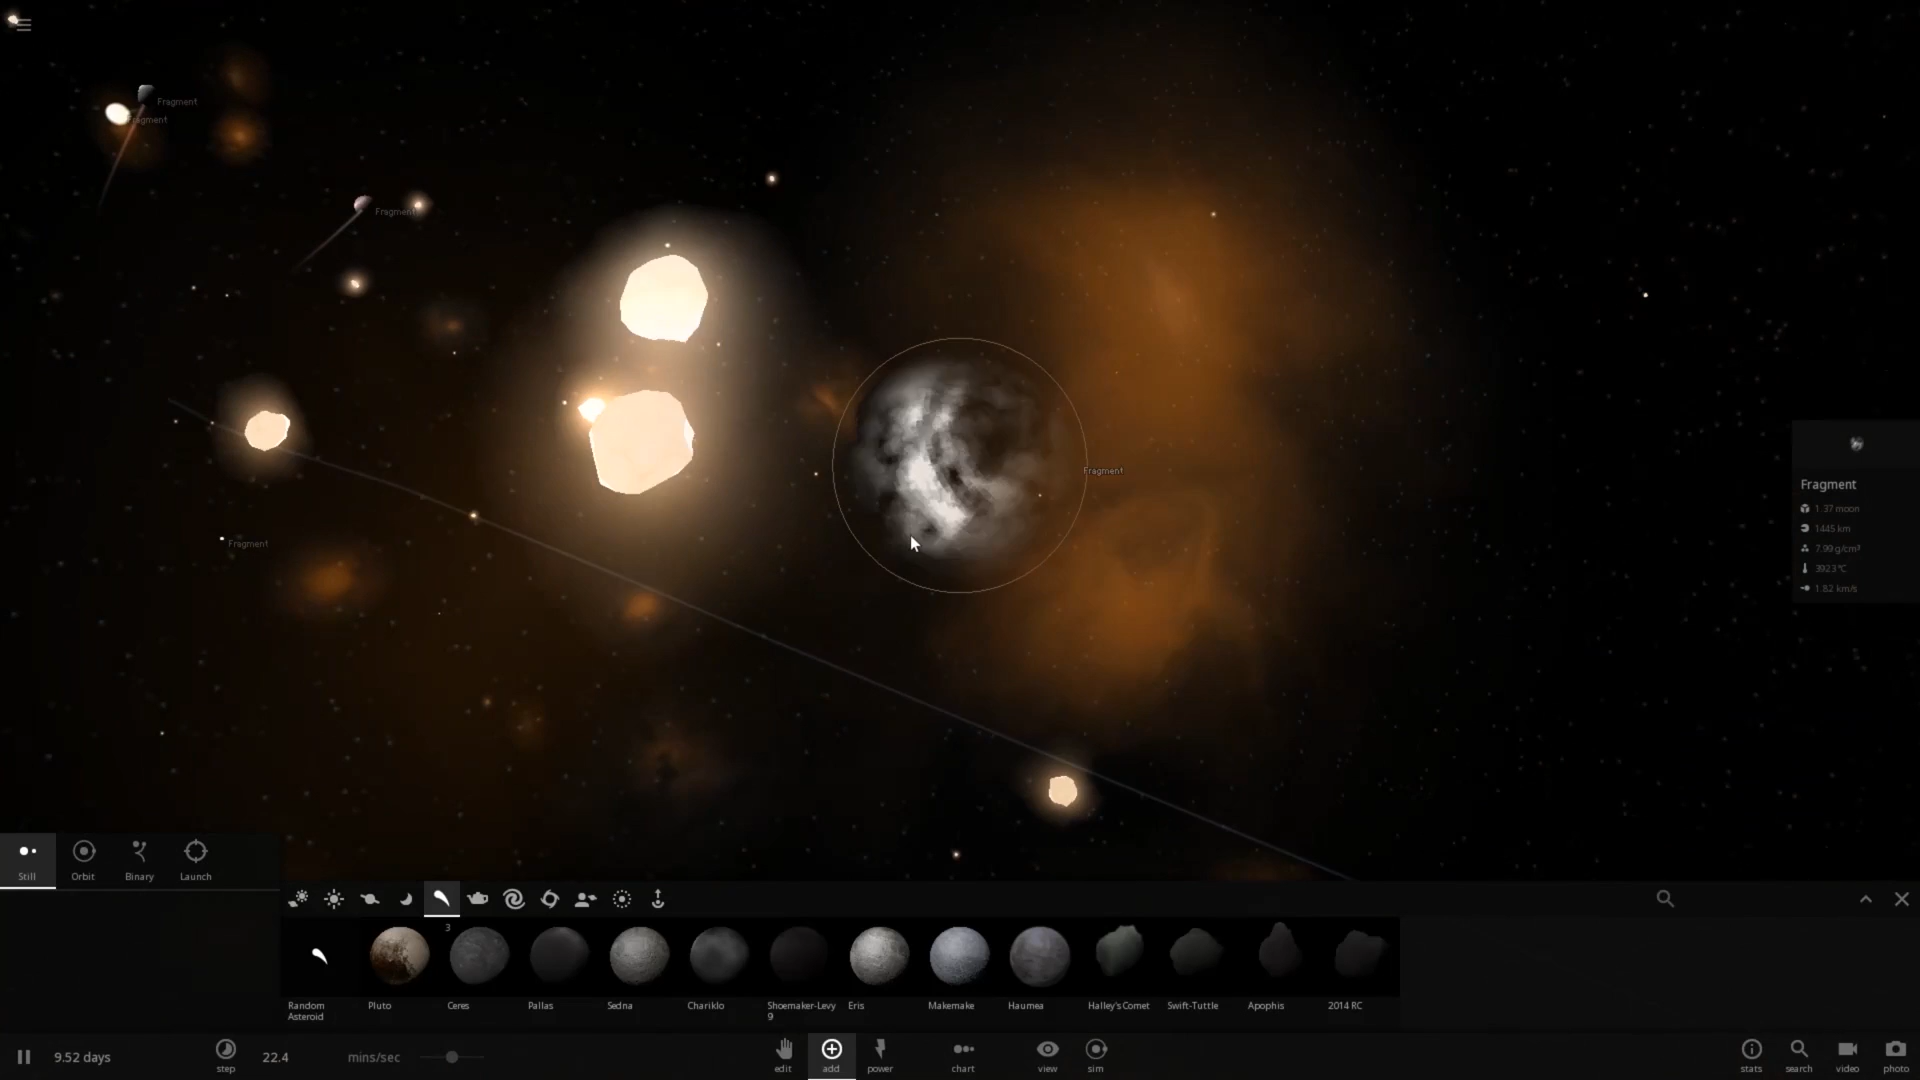 Fragment
Fragment
Fragment
Fragment
Fragment
Fragment
1.37 moon
1445 km
7.99 g/cm³
3923 °C
1.82 km/s
Still
Orbit
Binary
Launch
3
Random Asteroid
Pluto
Ceres
Pallas
Sedna
Chariklo
Shoemaker-Levy 9
Eris
Makemake
Haumea
Halley's Comet
Swift-Tuttle
Apophis
2014 RC
9.52 days
step
22.4
mins/sec
edit
add
power
chart
view
sim
stats
search
video
photo